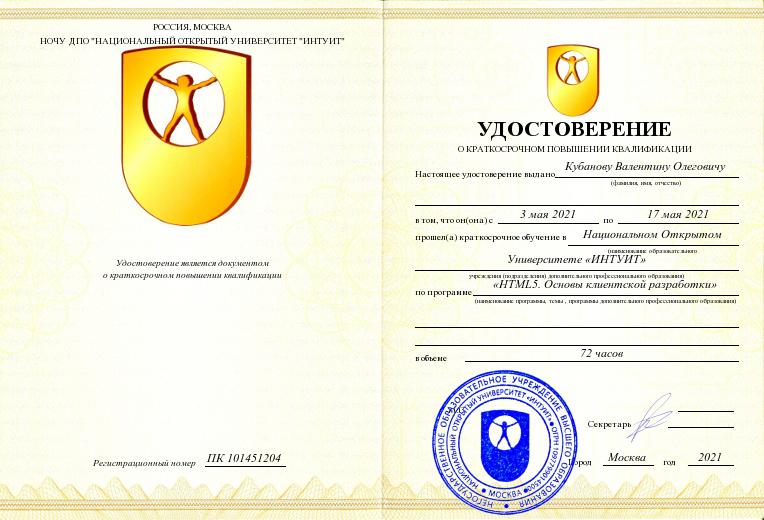 РОССИЯ, МОСКВА
НОЧУ ДПО "НАЦИОНАЛЬНЫЙ ОТКРЫТЫЙ УНИВЕРСИТЕТ "ИНТУИТ"
Удостоверение является документом
о краткосрочном повышении квалификации
Регистрационный номер ПК 101451204
УДОСТОВЕРЕНИЕ
О КРАТКОСРОЧНОМ ПОВЫШЕНИИ КВАЛИФИКАЦИИ
Настоящее удостоверение выдано Кубанову Валентину Олеговичу
(фамилия, имя, отчество)
в том, что он(она) с 3 мая 2021 по 17 мая 2021
прошел(а) краткосрочное обучение в Национальном Открытом
(наименование образовательного
Университете «ИНТУИТ»
учреждения (подразделения) дополнительного профессионального образования)
по программе «HTML5. Основы клиентской разработки»
(наименование программы, темы , программы дополнительного профессионального образования)
в объеме 72 часов
НЕГОСУДАРСТВЕННОЕ ОБРАЗОВАТЕЛЬНОЕ УЧРЕЖДЕНИЕ ВЫСШЕГО ОБРАЗОВАНИЯ
НАЦИОНАЛЬНЫЙ ОТКРЫТЫЙ УНИВЕРСИТЕТ «ИНТУИТ»
МОСКВА
Секретарь
Город Москва год 2021